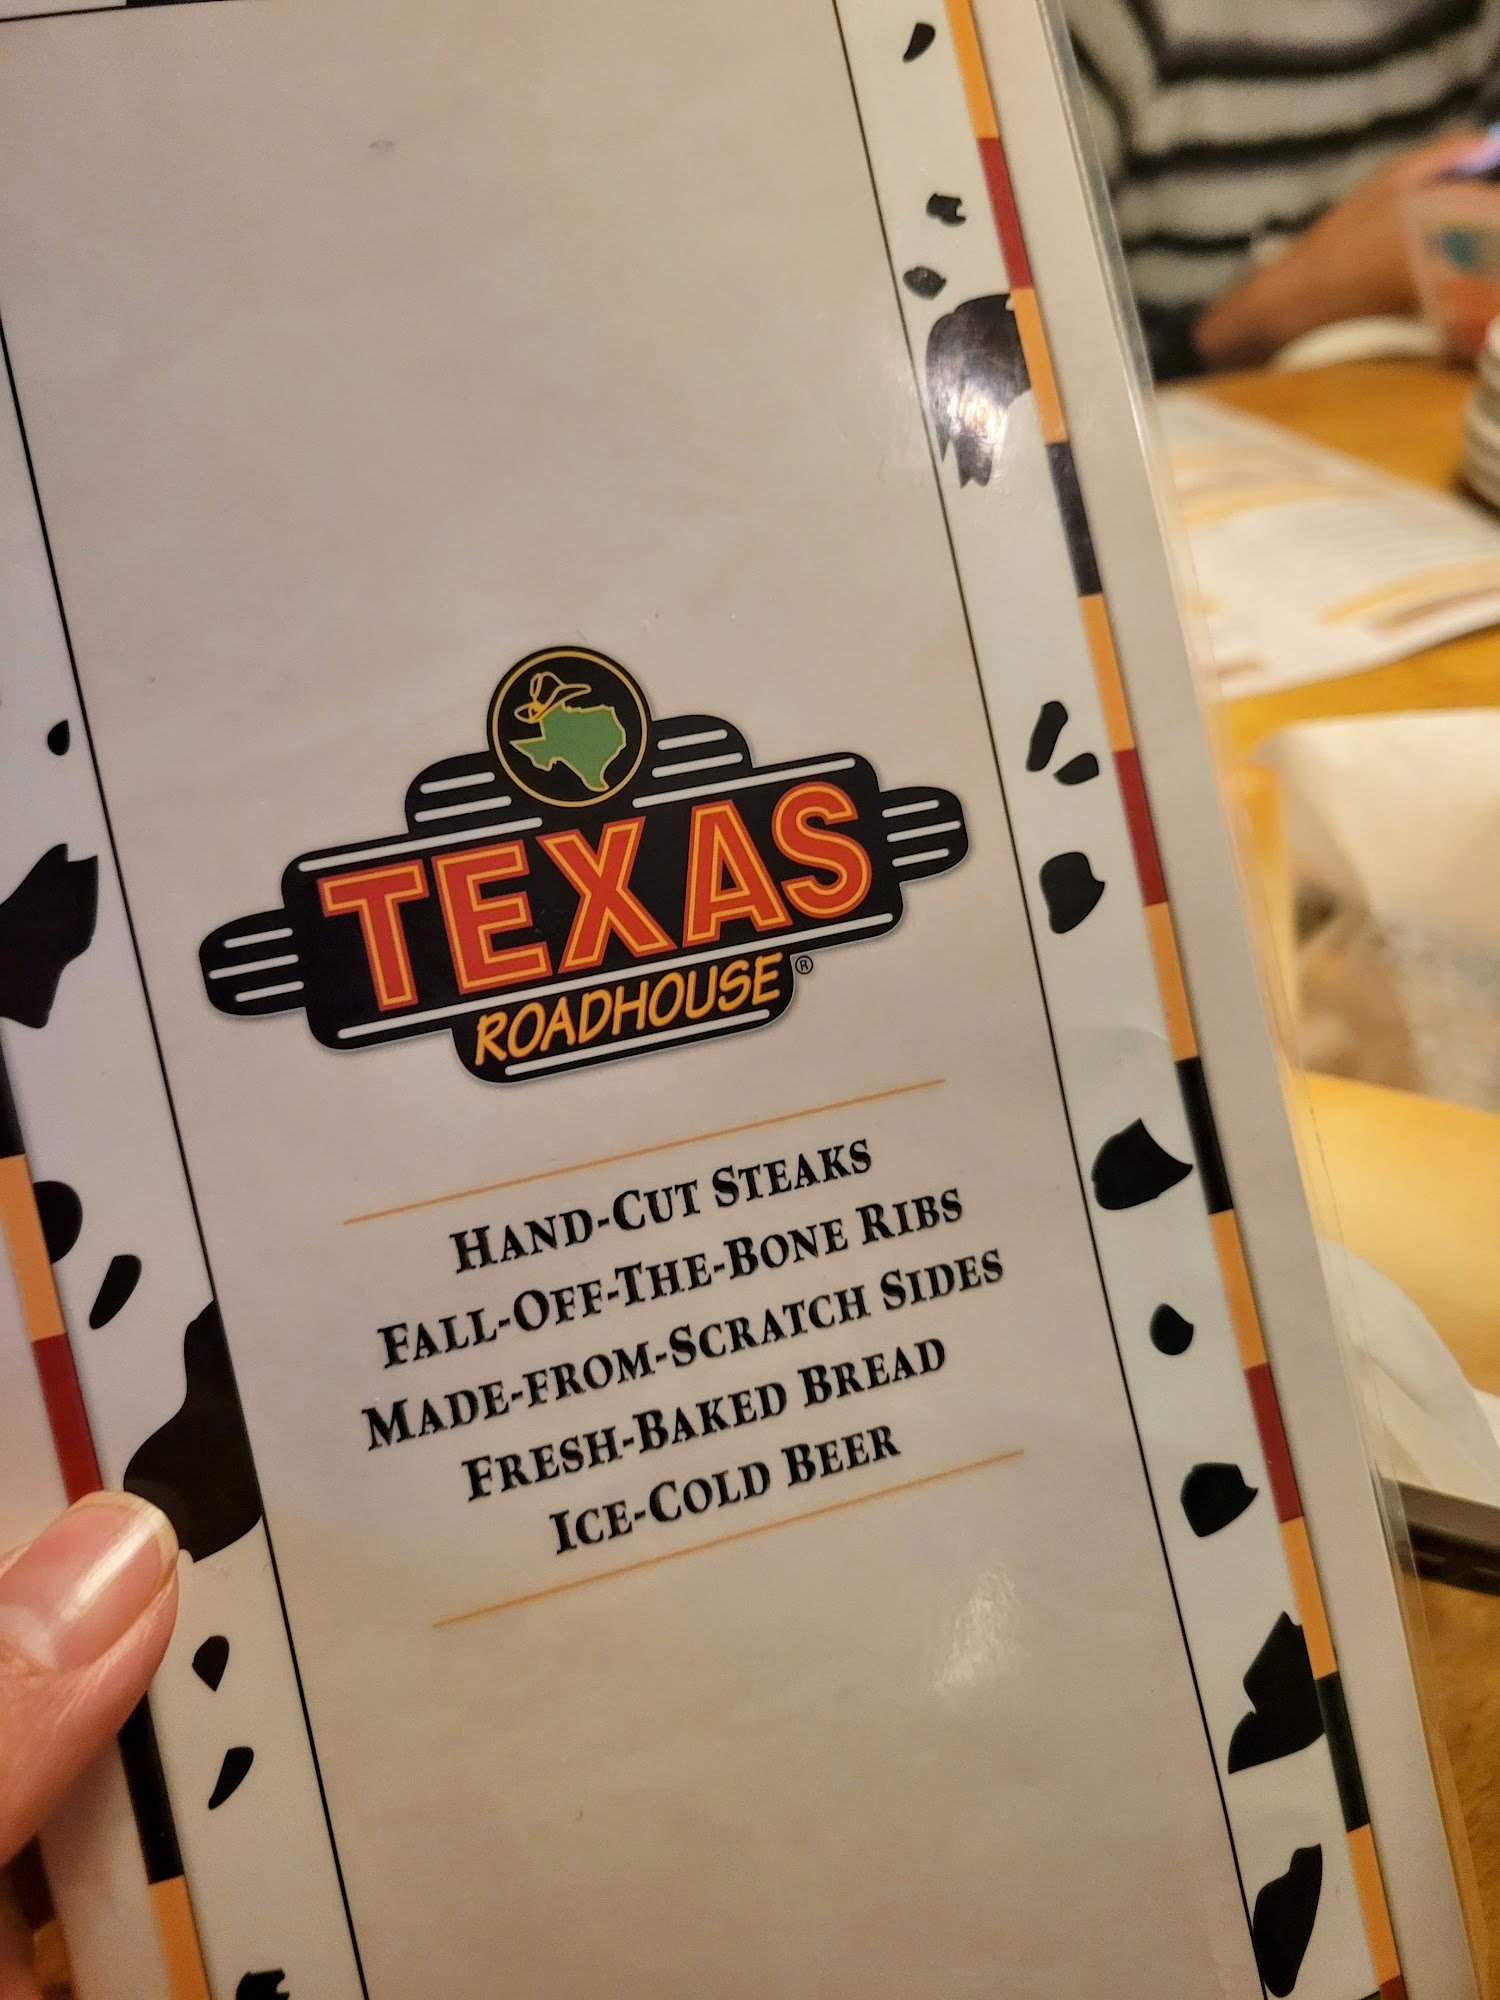 TEXAS
ROADHOUSE®
HAND-CUT STEAKS
FALL-OFF-THE-BONE RIBS
MADE-FROM-SCRATCH SIDES
FRESH-BAKED BREAD
ICE-COLD BEER